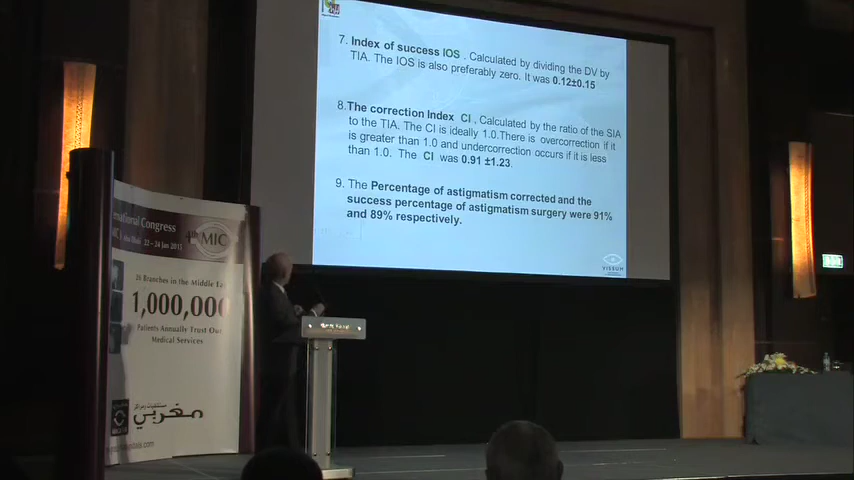 7. Index of success IOS . Calculated by dividing the DV by
TIA. The IOS is also preferably zero. It was 0.12±0.15
8.The correction Index CI , Calculated by the ratio of the SIA
to the TIA. The CI is ideally 1.0.There is overcorrection if it
is greater than 1.0 and undercorrection occurs if it is less
than 1.0. The CI was 0.91 ±1.23.
9. The Percentage of astigmatism corrected and the
success percentage of astigmatism surgery were 91%
and 89% respectively.
VISSUM
Congress
4th MIC
22 - 24 Jan
Branches in the Middle
1,000,000
Patients Annually Trust Our
Medical Services
مغربي